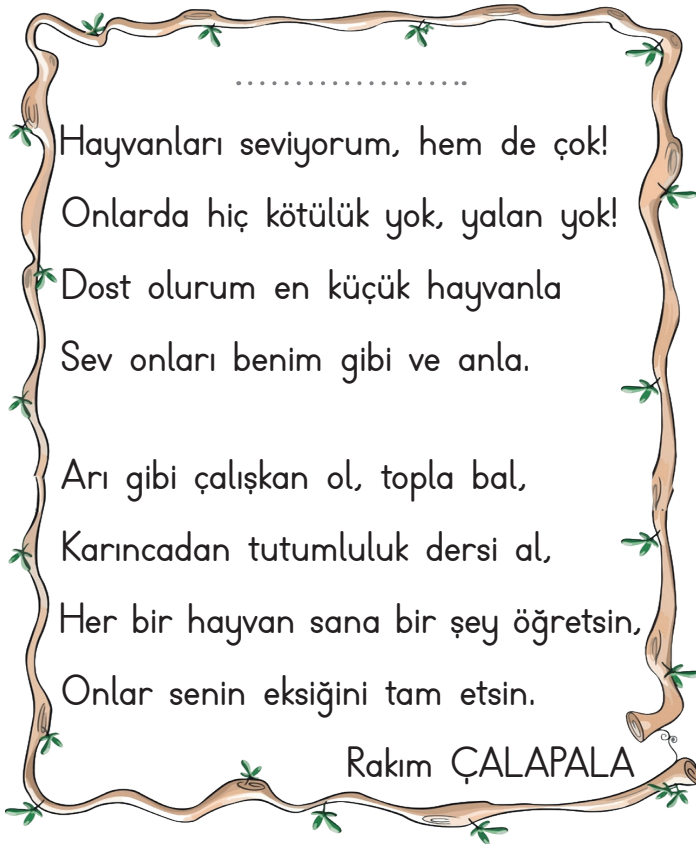 ....................
Hayvanları seviyorum, hem de çok!
Onlarda hiç kötülük yok, yalan yok!
Dost olurum en küçük hayvanla
Sev onları benim gibi ve anla.
Arı gibi çalışkan ol, topla bal,
Karıncadan tutumluluk dersi al,
Her bir hayvan sana bir şey öğretsin,
Onlar senin eksiğini tam etsin.
Rakım ÇALAPALA